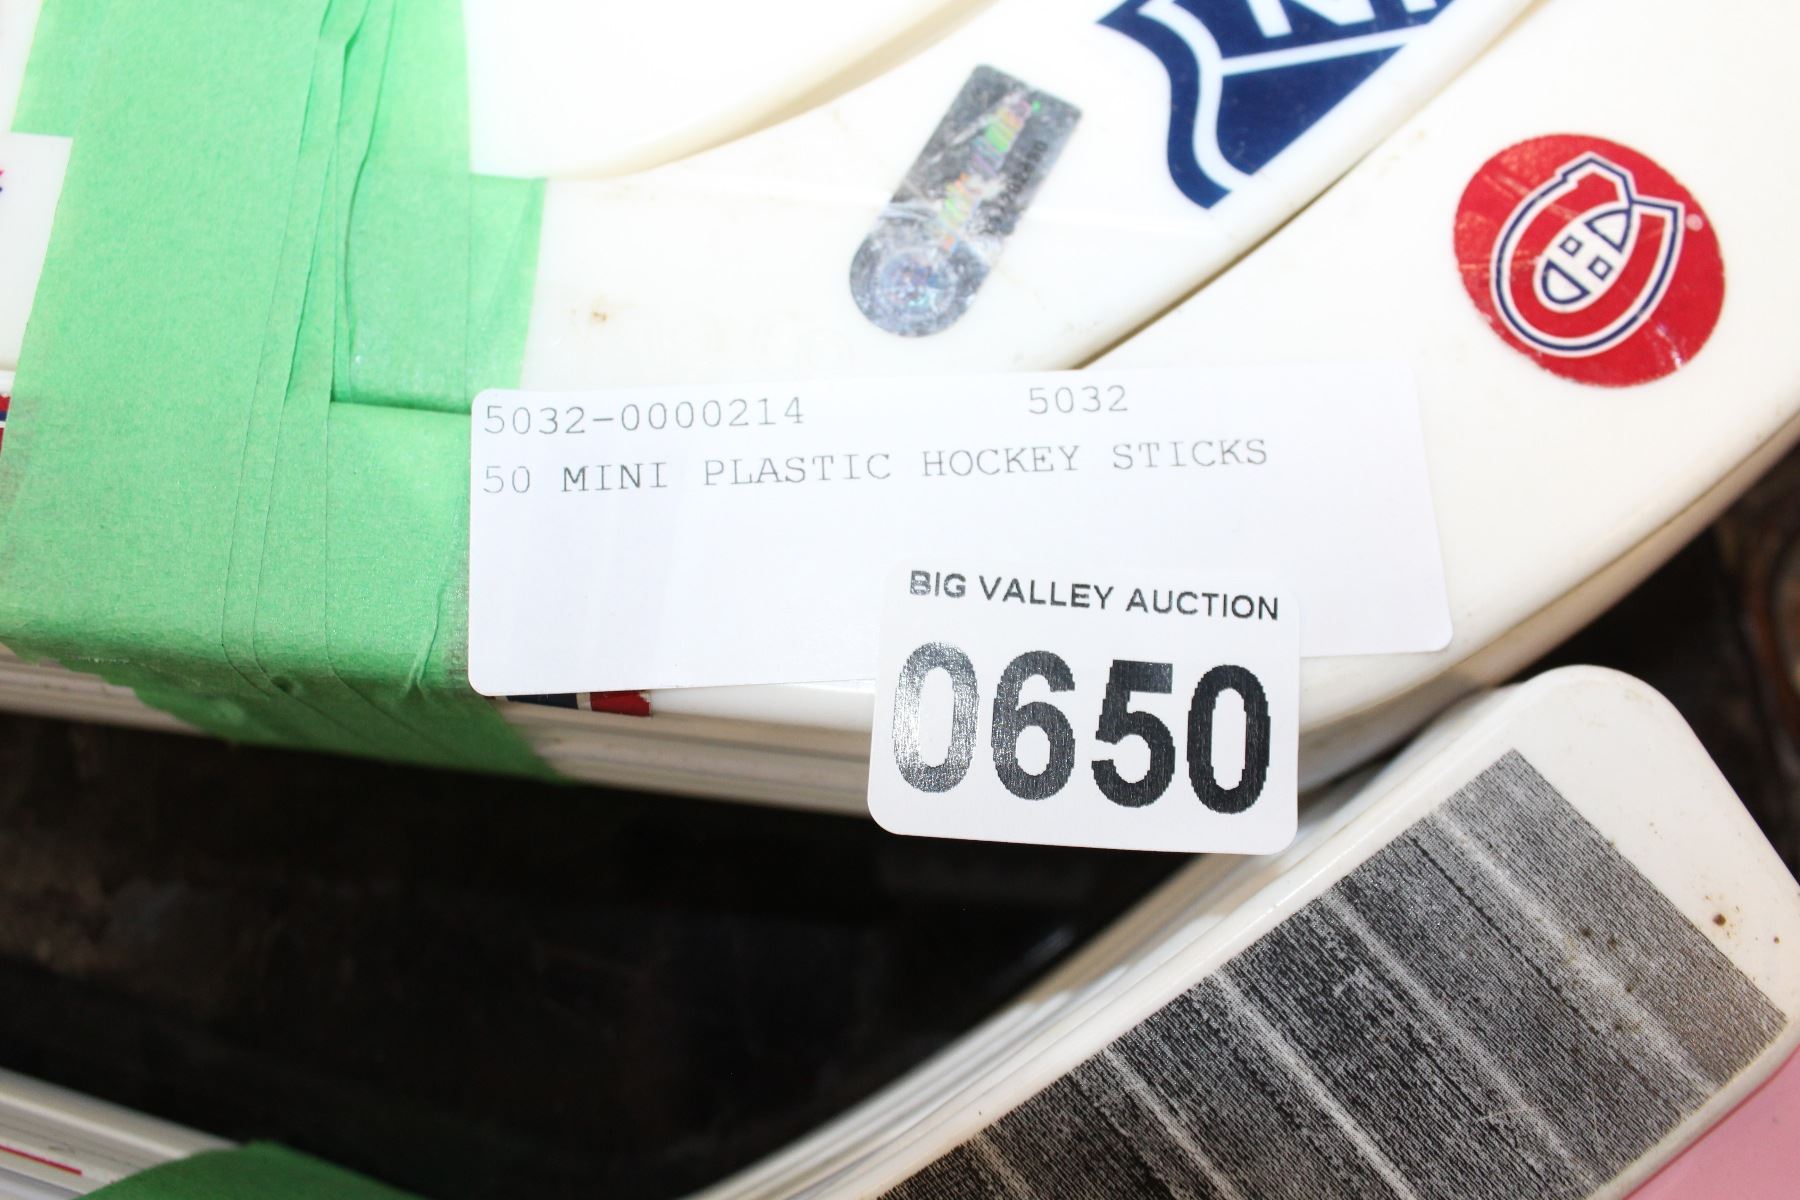 5032-0000214 5032
50 MINI PLASTIC HOCKEY STICKS
BIG VALLEY AUCTION
0650